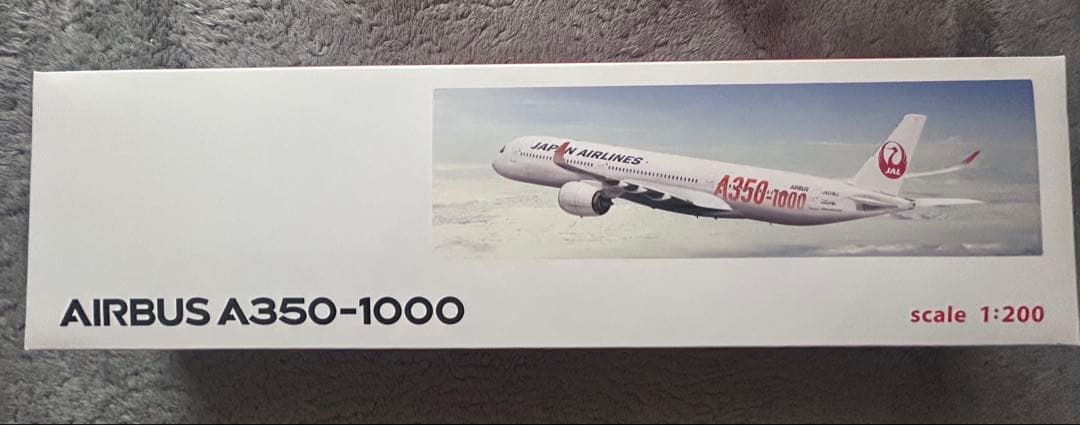 JAPAN AIRLINES
A350-1000
AIRBUS
JAL
AIRBUS A350-1000
scale 1:200